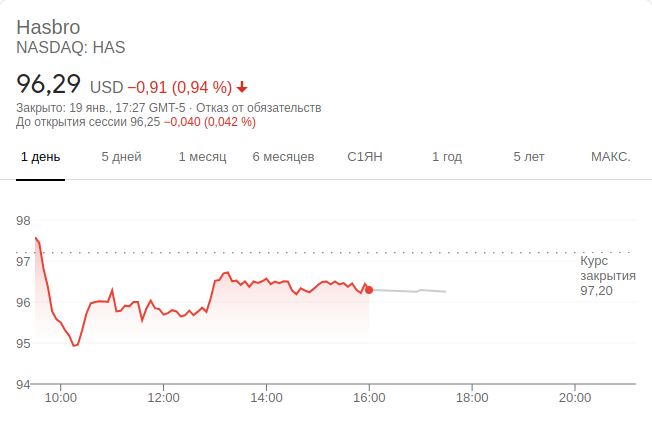 Hasbro
NASDAQ: HAS
96,29 USD −0,91 (0,94 %)
Закрыто: 19 янв., 17:27 GMT-5 · Отказ от обязательств
До открытия сессии 96,25 −0,040 (0,042 %)
1 день 5 дней 1 месяц 6 месяцев С1ЯН 1 год 5 лет МАКС.
98
97
96
95
94
Курс
закрытия
97,20
10:00 12:00 14:00 16:00 18:00 20:00